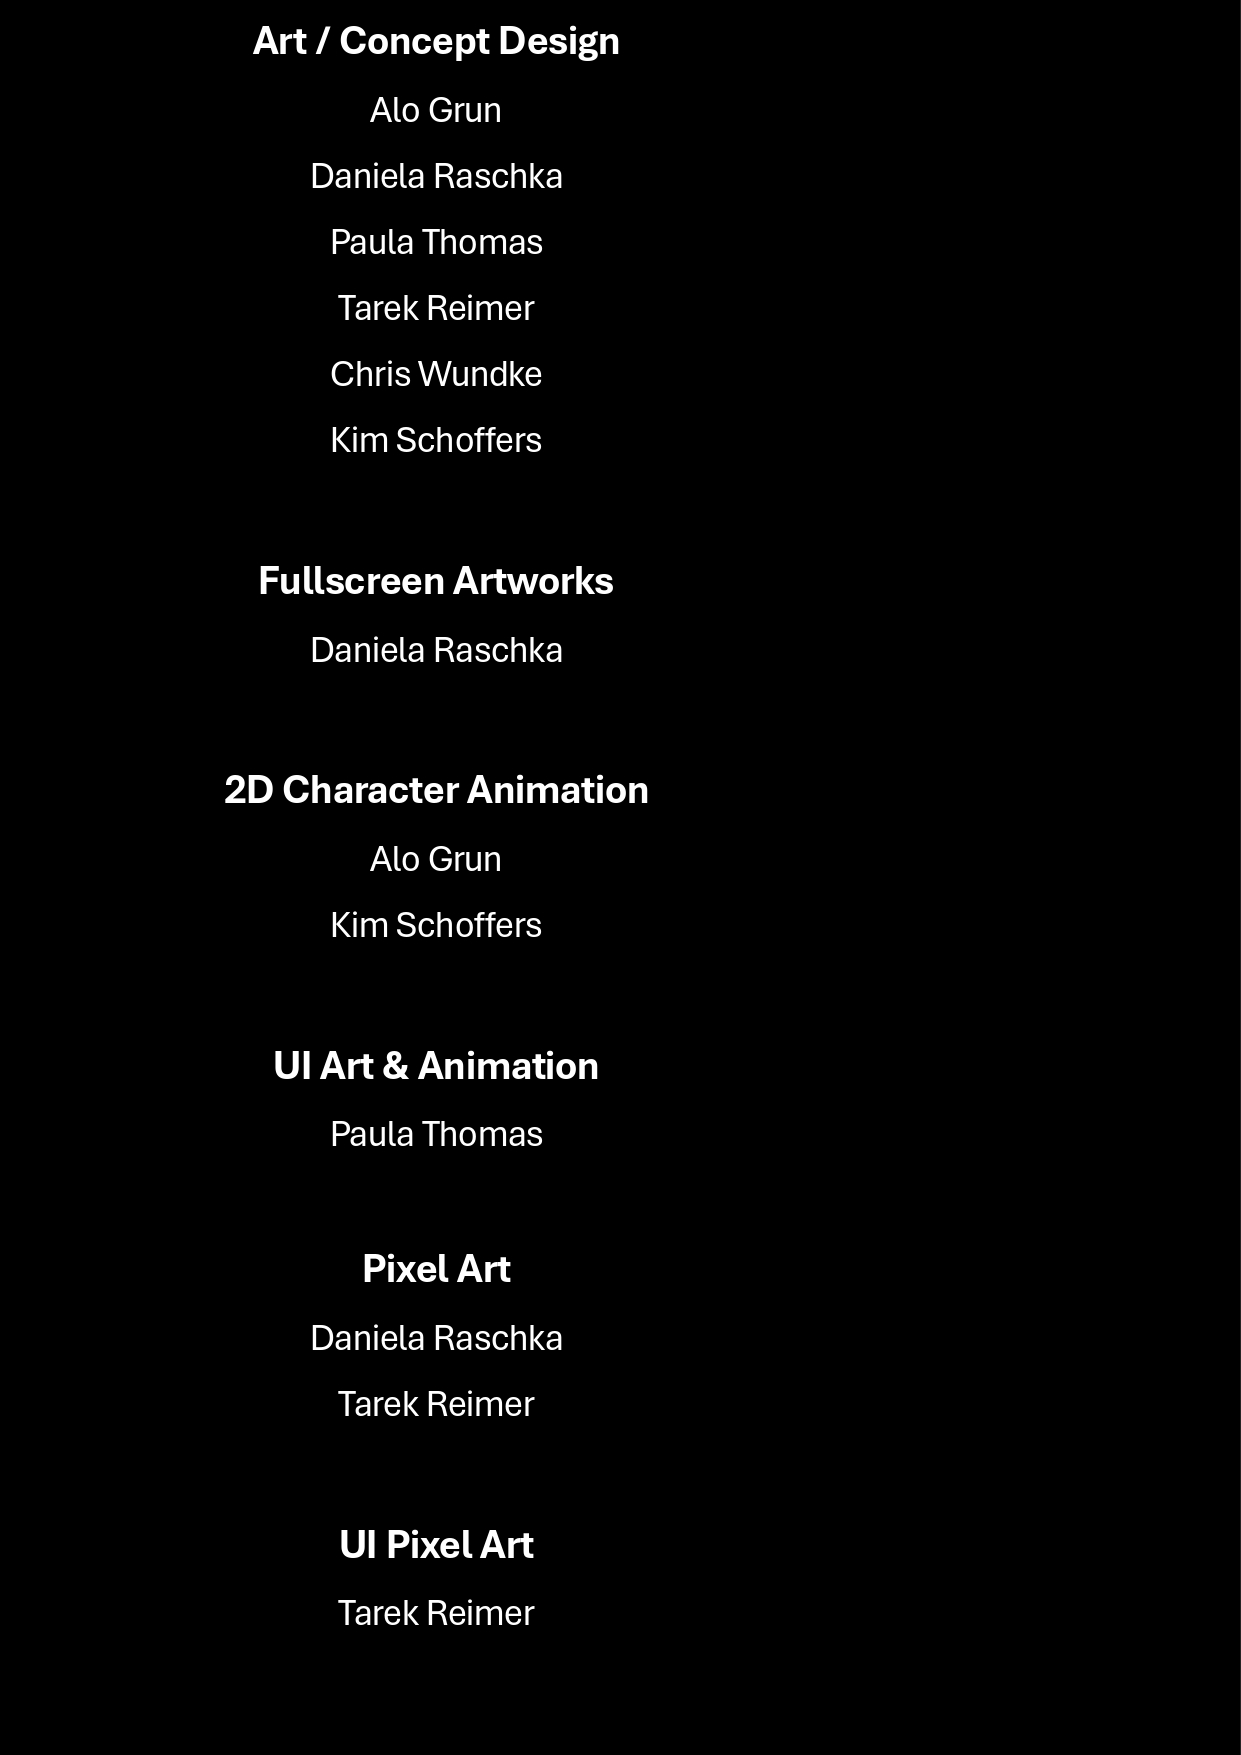 Art / Concept Design
Alo Grun
Daniela Raschka
Paula Thomas
Tarek Reimer
Chris Wundke
Kim Schoffers
Fullscreen Artworks
Daniela Raschka
2D Character Animation
Alo Grun
Kim Schoffers
UI Art & Animation
Paula Thomas
Pixel Art
Daniela Raschka
Tarek Reimer
UI Pixel Art
Tarek Reimer